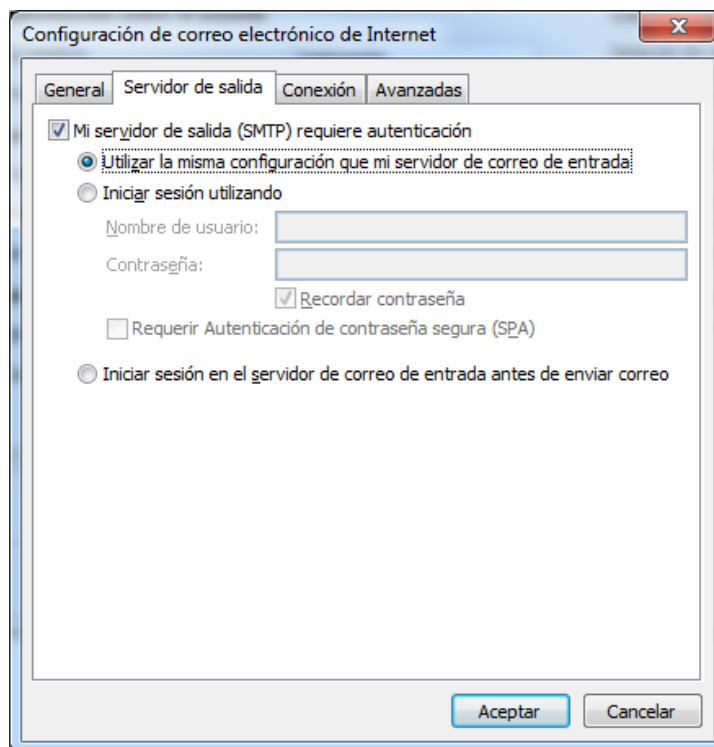 Configuración de correo electrónico de Internet
General Servidor de salida Conexión Avanzadas
Mi servidor de salida (SMTP) requiere autenticación
Utilizar la misma configuración que mi servidor de correo de entrada
Iniciar sesión utilizando
Nombre de usuario:
Contraseña:
Recordar contraseña
Requerir Autenticación de contraseña segura (SPA)
Iniciar sesión en el servidor de correo de entrada antes de enviar correo
Aceptar Cancelar